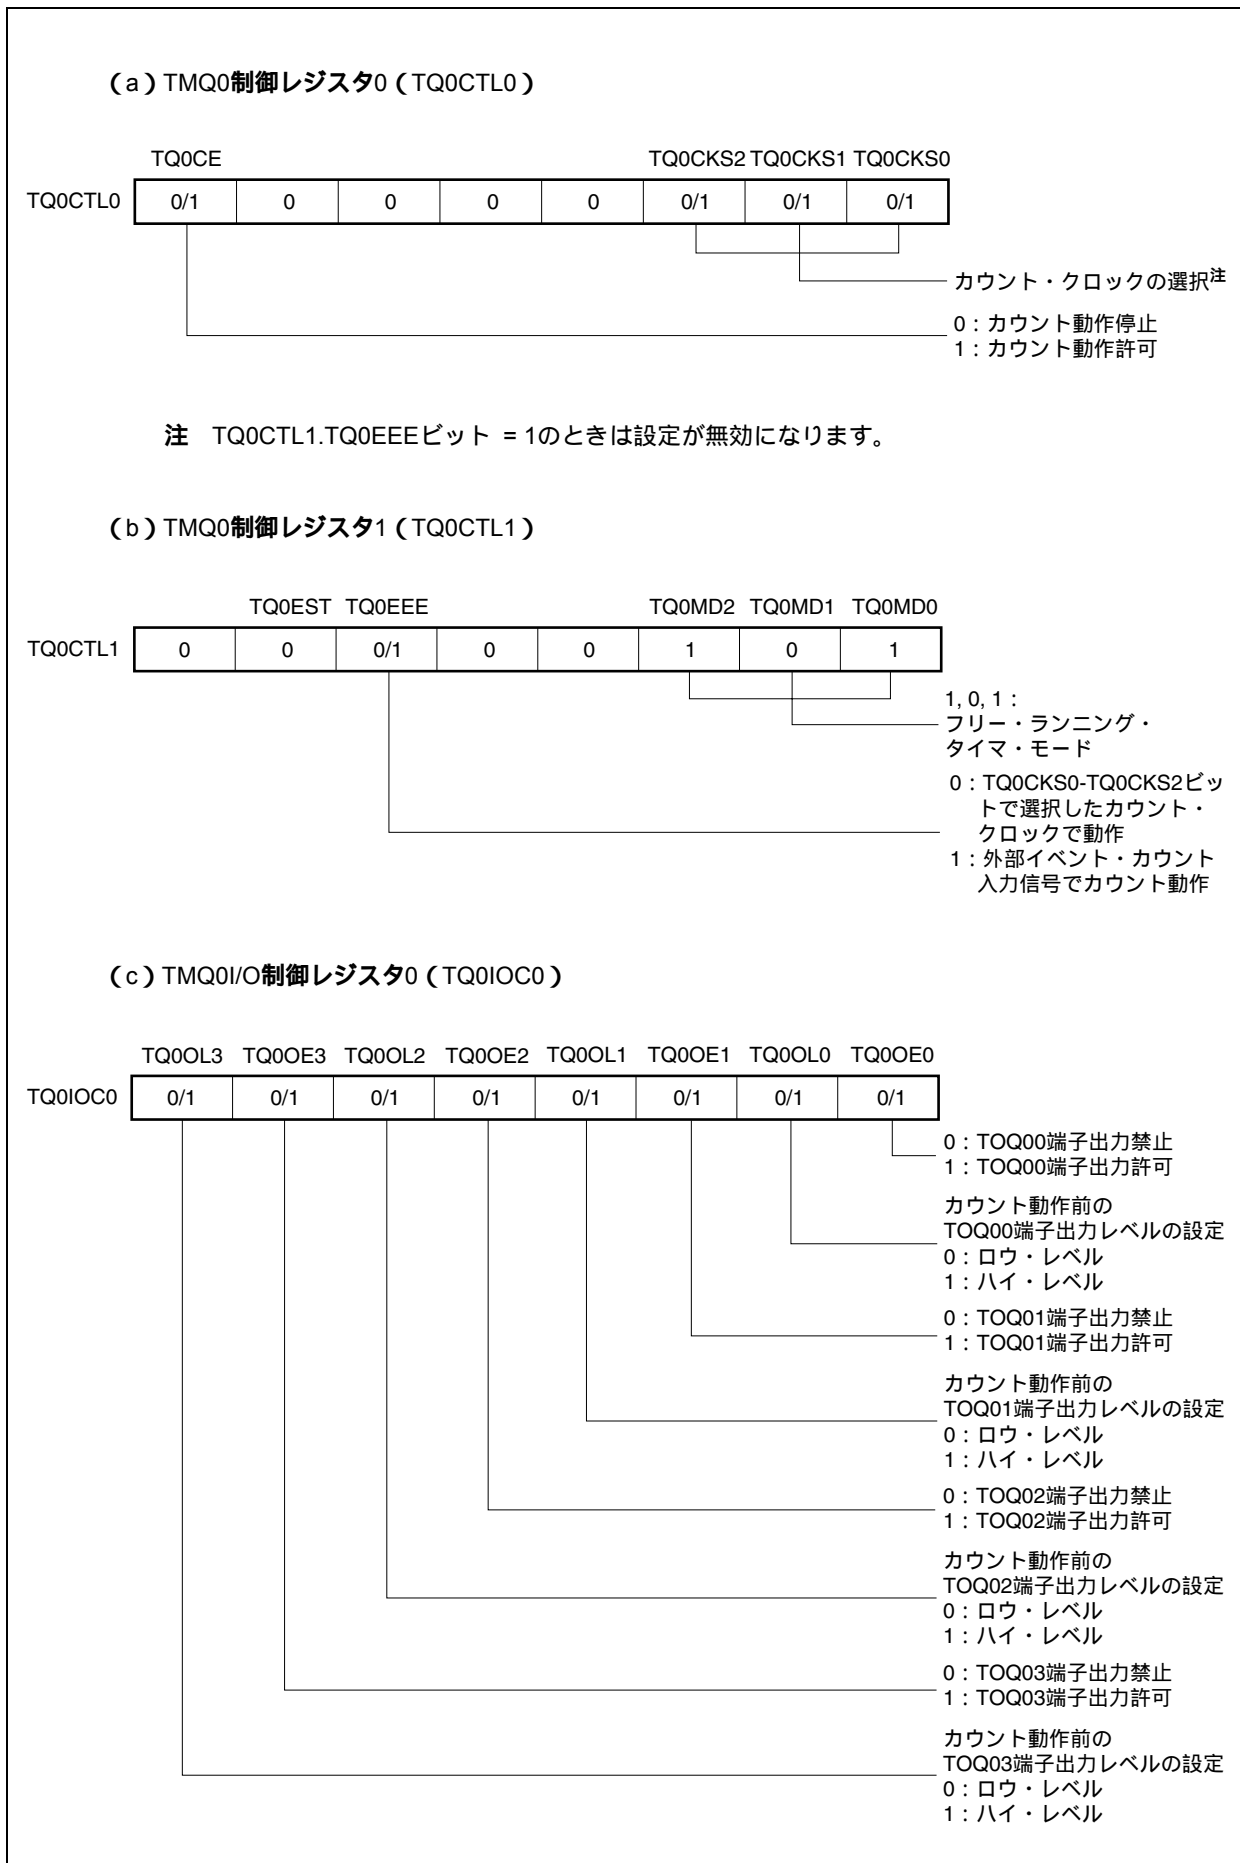 （a）TMQ0制御レジスタ0（TQ0CTL0）
TQ0CE TQ0CKS2 TQ0CKS1 TQ0CKS0
TQ0CTL0 0/1 0 0 0 0 0/1 0/1 0/1
カウント・クロックの選択注
0：カウント動作停止
1：カウント動作許可
注 TQ0CTL1.TQ0EEEビット = 1のときは設定が無効になります。
（b）TMQ0制御レジスタ1（TQ0CTL1）
TQ0EST TQ0EEE TQ0MD2 TQ0MD1 TQ0MD0
TQ0CTL1 0 0 0/1 0 0 1 0 1
1, 0, 1：
フリー・ランニング・
タイマ・モード
0：TQ0CKS0-TQ0CKS2ビッ
トで選択したカウント・
クロックで動作
1：外部イベント・カウント
入力信号でカウント動作
（c）TMQ0I/O制御レジスタ0（TQ0IOC0）
TQ0OL3 TQ0OE3 TQ0OL2 TQ0OE2 TQ0OL1 TQ0OE1 TQ0OL0 TQ0OE0
TQ0IOC0 0/1 0/1 0/1 0/1 0/1 0/1 0/1 0/1
0：TOQ00端子出力禁止
1：TOQ00端子出力許可
カウント動作前の
TOQ00端子出力レベルの設定
0：ロウ・レベル
1：ハイ・レベル
0：TOQ01端子出力禁止
1：TOQ01端子出力許可
カウント動作前の
TOQ01端子出力レベルの設定
0：ロウ・レベル
1：ハイ・レベル
0：TOQ02端子出力禁止
1：TOQ02端子出力許可
カウント動作前の
TOQ02端子出力レベルの設定
0：ロウ・レベル
1：ハイ・レベル
0：TOQ03端子出力禁止
1：TOQ03端子出力許可
カウント動作前の
TOQ03端子出力レベルの設定
0：ロウ・レベル
1：ハイ・レベル